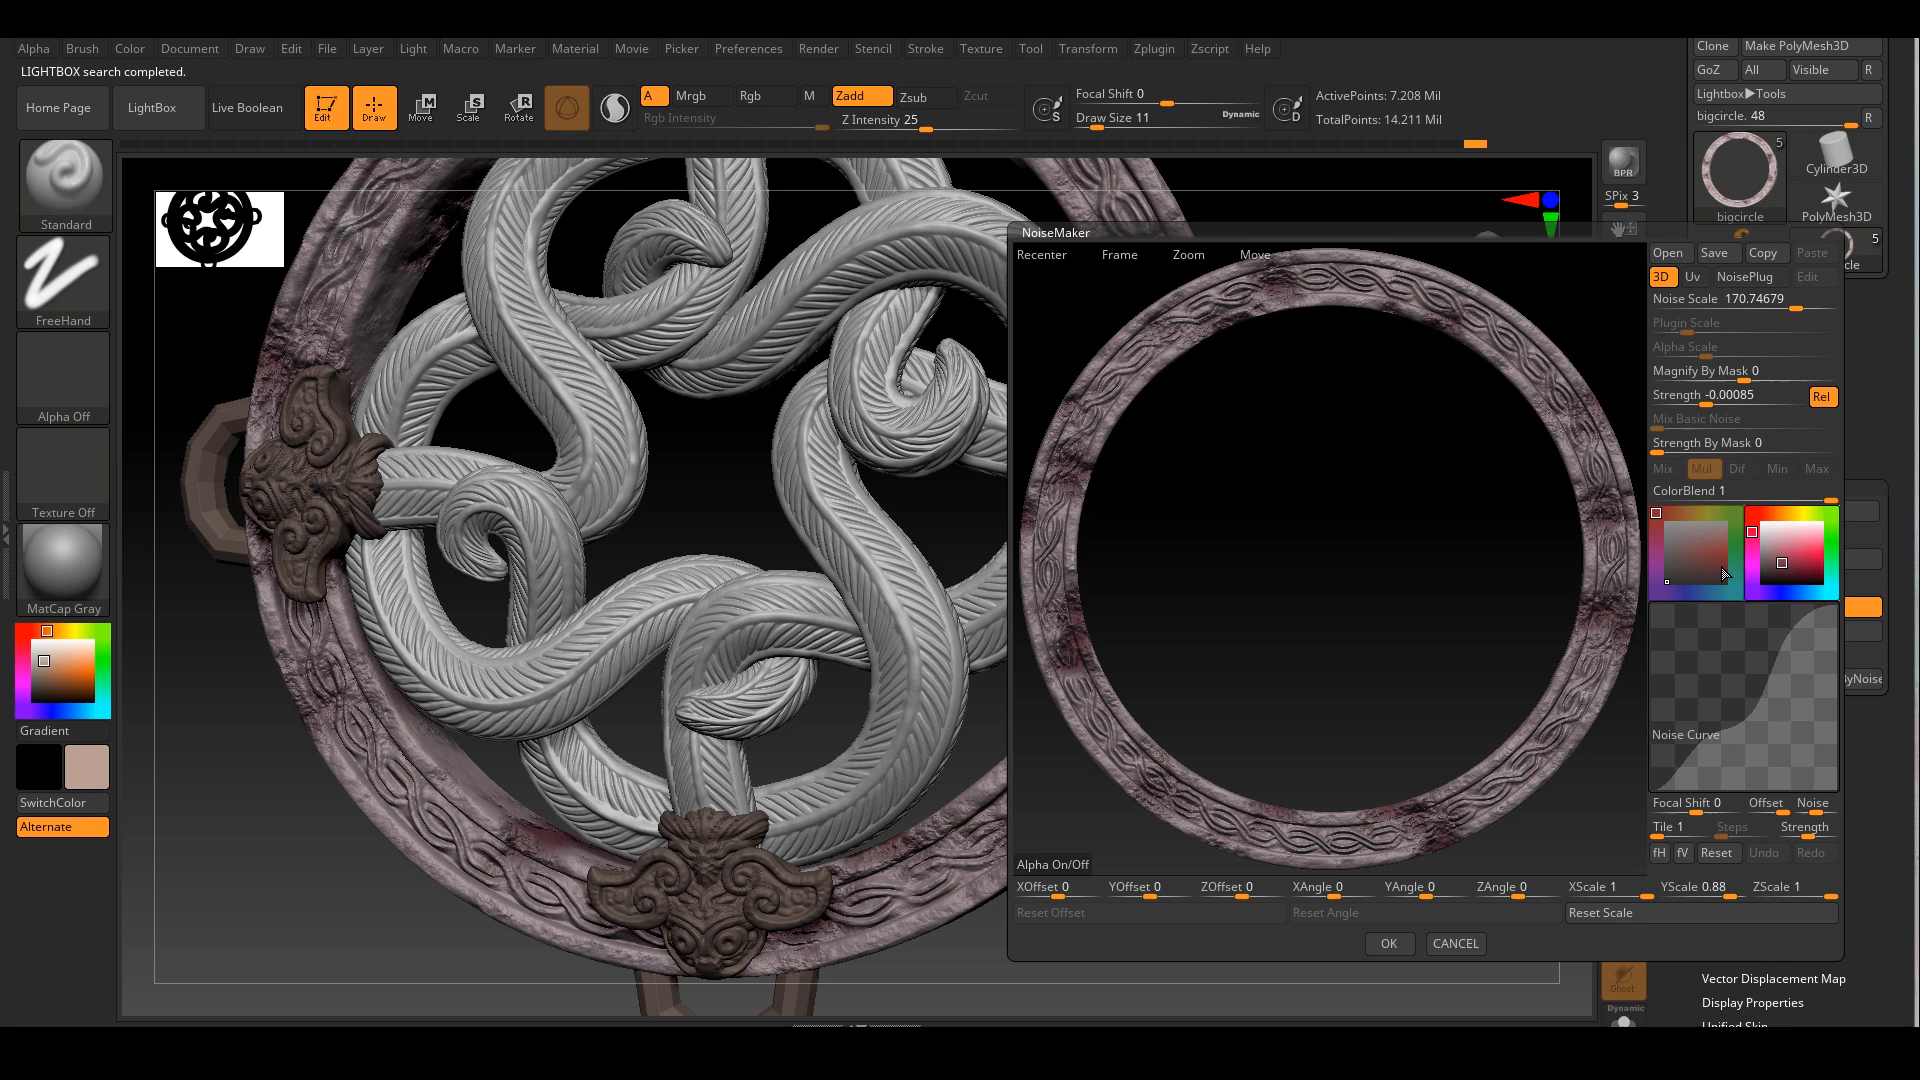 Alpha Brush Color Document Draw Edit File Layer Light Macro Marker Material Movie Picker Preferences Render Stencil Stroke Texture Tool Transform Zplugin Zscript Help
LIGHTBOX search completed.
Home Page LightBox Live Boolean Edit Draw Move Scale Rotate
A Mrgb Rgb M Zadd Zsub Zcut
Rgb Intensity Z Intensity 25
Focal Shift 0
Draw Size 11 Dynamic
S D
ActivePoints: 7.208 Mil
TotalPoints: 14.211 Mil
Clone Make PolyMesh3D
GoZ All Visible R
Lightbox▶Tools
bigcircle. 48 R
5
Cylinder3D
bigcircle PolyMesh3D
5
cle
BPR
SPix 3
Standard
FreeHand
Alpha Off
Texture Off
MatCap Gray
Gradient
SwitchColor
Alternate
NoiseMaker
Recenter Frame Zoom Move
Open Save Copy Paste
3D Uv NoisePlug Edit
Noise Scale 170.74679
Plugin Scale
Alpha Scale
Magnify By Mask 0
Strength -0.00085 Rel
Mix Basic Noise
Strength By Mask 0
Mix Mul Dif Min Max
ColorBlend 1
Noise Curve
Focal Shift 0 Offset Noise
Tile 1 Steps Strength
fH fV Reset Undo Redo
Alpha On/Off
XOffset 0 YOffset 0 ZOffset 0 XAngle 0 YAngle 0 ZAngle 0 XScale 1 YScale 0.88 ZScale 1
Reset Offset Reset Angle Reset Scale
OK CANCEL
yNoise
Ghost
Dynamic
Vector Displacement Map
Display Properties
Unified Skin